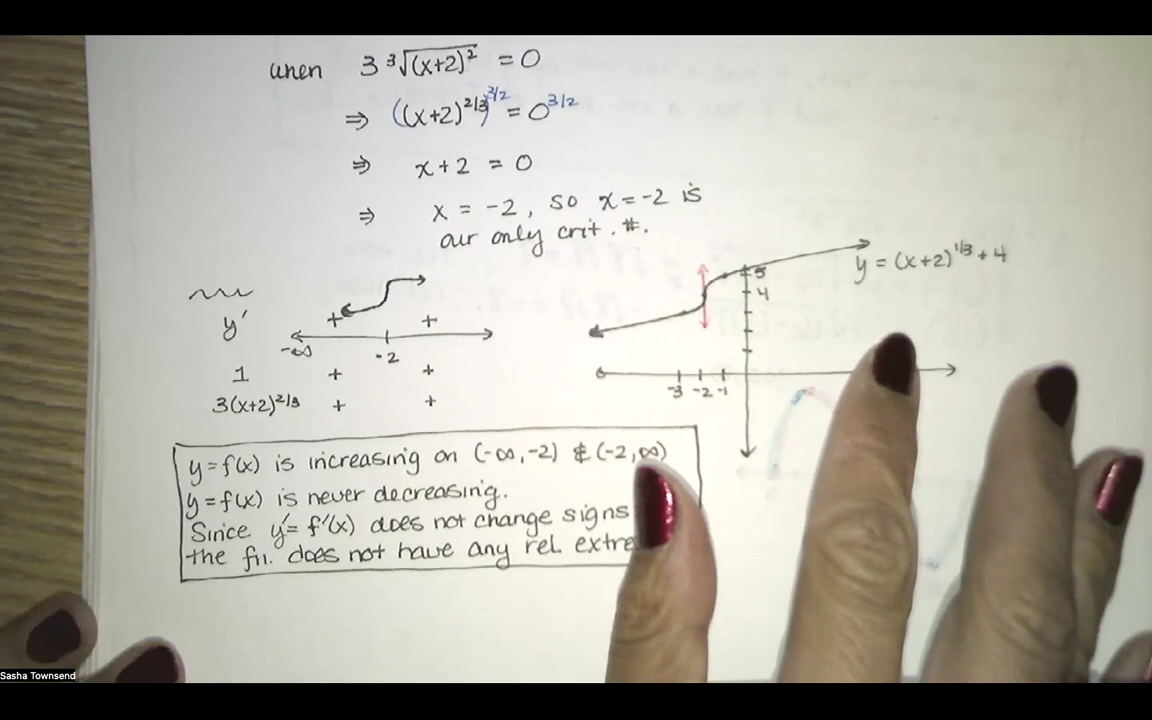 when 3 ∛(x+2)² = 0
⇒ ((x+2)^2/3)^3/2 = 0^3/2
⇒ x+2 = 0
⇒ x = -2, so x=-2 is
our only crit. #.
y = (x+2)^1/3 + 4
5
4
y'
+ +
-∞ -2
1 + +
-3 -2 -1
3(x+2)^2/3 + +
y=f(x) is increasing on (-∞,-2) & (-2,∞)
y=f(x) is never decreasing.
Since y'=f'(x) does not change signs
the fn. does not have any rel. extre
Sasha Townsend